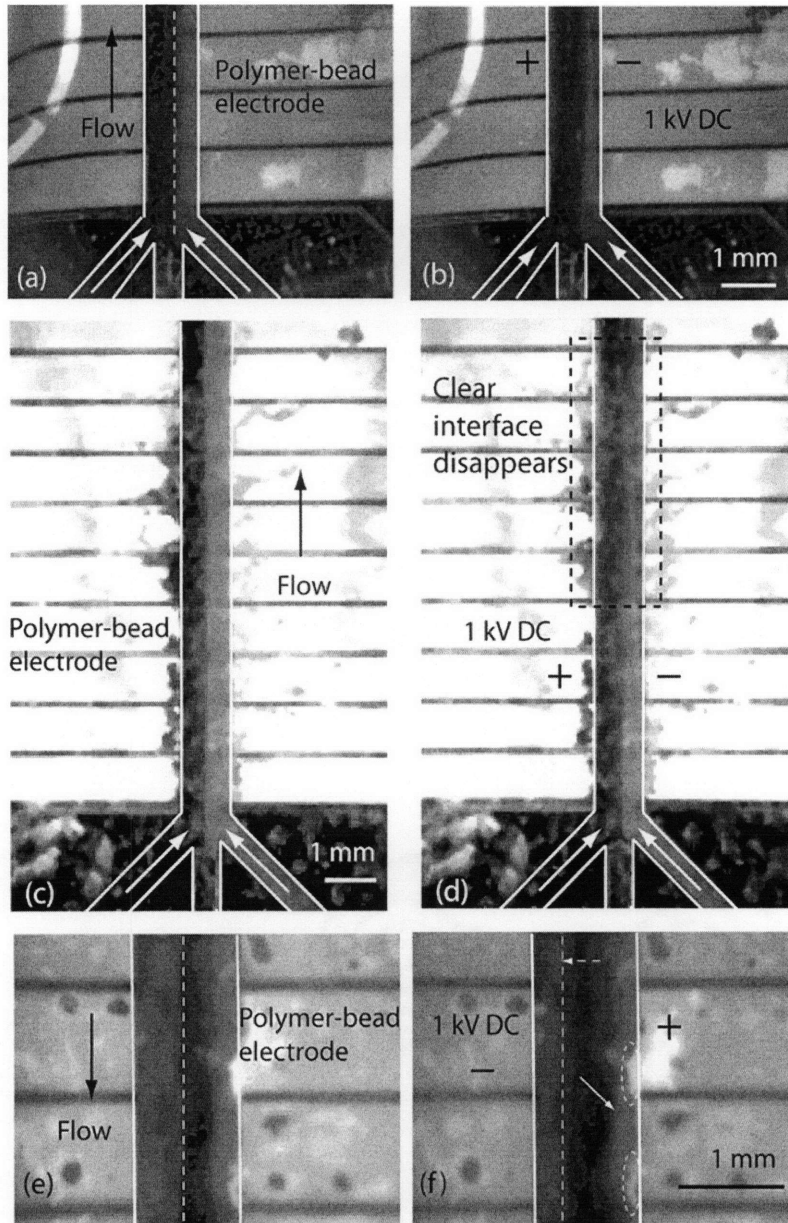 Flow
Polymer-bead
electrode
(a)
+ −
1 kV DC
(b)
1 mm
Flow
Polymer-bead
electrode
(c)
1 mm
Clear
interface
disappears
1 kV DC
+ −
(d)
Polymer-bead
electrode
Flow
(e)
1 kV DC
−
+
(f)
1 mm